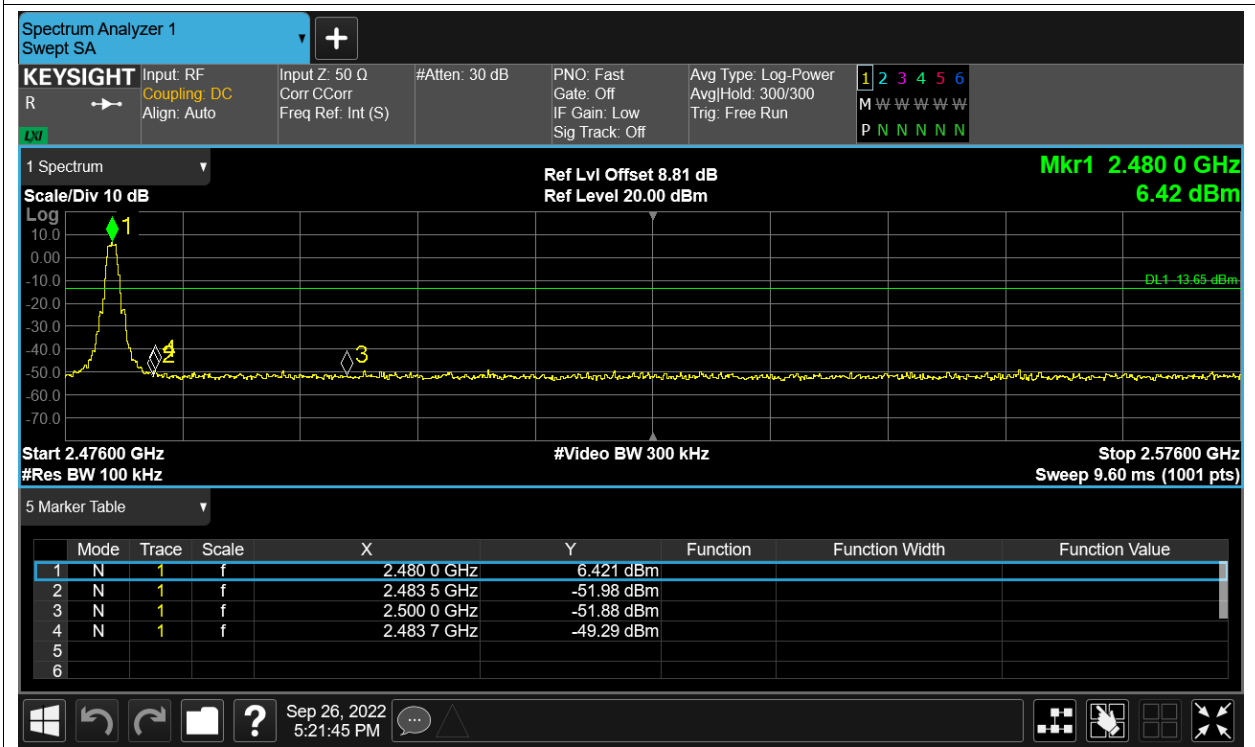 Spectrum Analyzer 1
Swept SA
KEYSIGHT Input: RF Input Z: 50 Ω #Atten: 30 dB PNO: Fast Avg Type: Log-Power 1 2 3 4 5 6
R Coupling: DC Corr CCorr Gate: Off Avg|Hold: 300/300 M W W W W W
Align: Auto Freq Ref: Int (S) IF Gain: Low Trig: Free Run
LXI Sig Track: Off P N N N N N
1 Spectrum Ref Lvl Offset 8.81 dB Mkr1 2.480 0 GHz
Scale/Div 10 dB Ref Level 20.00 dBm 6.42 dBm
Log
1
10.0
0.00
-10.0 DL1 -13.65 dBm
-20.0
-30.0
-40.0 4 2 3
-50.0
-60.0
-70.0
Start 2.47600 GHz #Video BW 300 kHz Stop 2.57600 GHz
#Res BW 100 kHz Sweep 9.60 ms (1001 pts)
5 Marker Table
Mode Trace Scale X Y Function Function Width Function Value
1 N 1 f 2.480 0 GHz 6.421 dBm
2 N 1 f 2.483 5 GHz -51.98 dBm
3 N 1 f 2.500 0 GHz -51.88 dBm
4 N 1 f 2.483 7 GHz -49.29 dBm
5
6
? Sep 26, 2022
5:21:45 PM